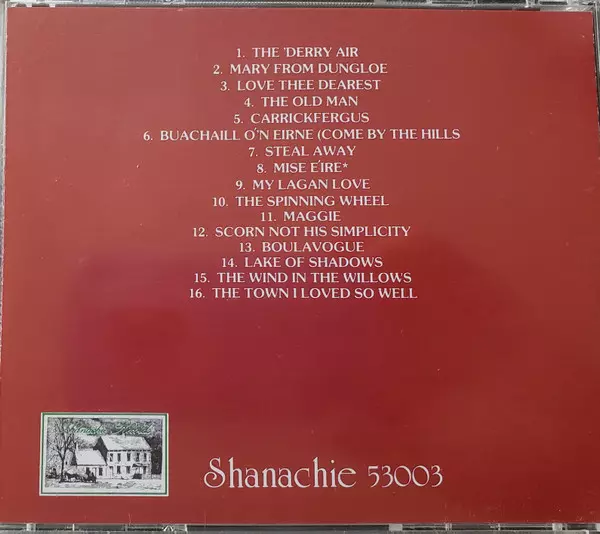 1. THE 'DERRY AIR
2. MARY FROM DUNGLOE
3. LOVE THEE DEAREST
4. THE OLD MAN
5. CARRICKFERGUS
6. BUACHAILL O´'N EIRNE (COME BY THE HILLS
7. STEAL AWAY
8. MISE E´IRE*
9. MY LAGAN LOVE
10. THE SPINNING WHEEL
11. MAGGIE
12. SCORN NOT HIS SIMPLICITY
13. BOULAVOGUE
14. LAKE OF SHADOWS
15. THE WIND IN THE WILLOWS
16. THE TOWN I LOVED SO WELL
Shanachie 53003